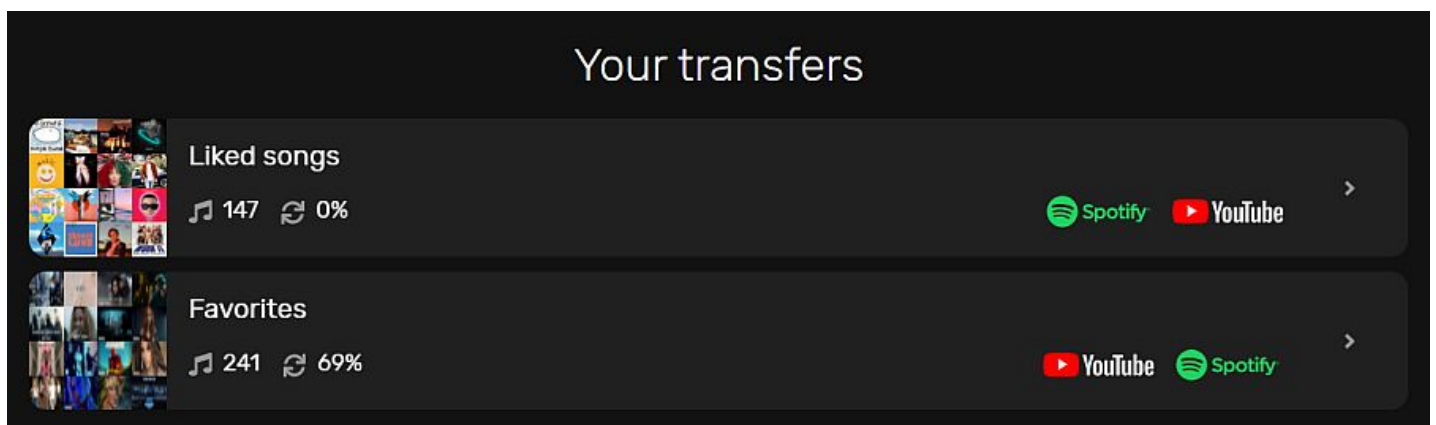 Your transfers
Liked songs
147 0%
Spotify YouTube
Favorites
241 69%
YouTube Spotify